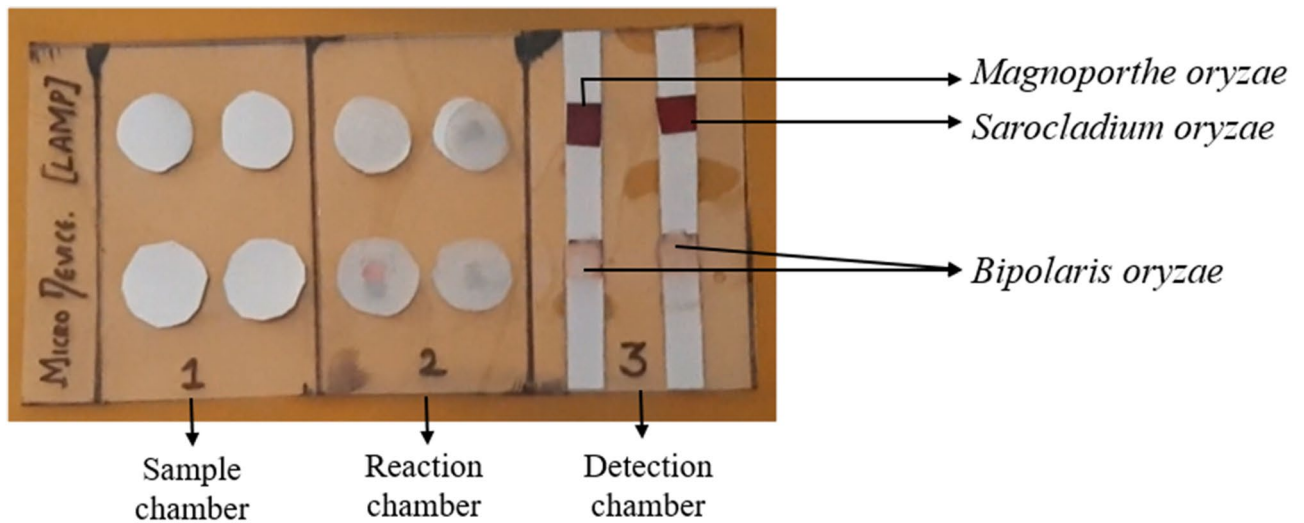 MICRO DEVICE. [LAMP]
1
2
3
Magnoporthe oryzae
Sarocladium oryzae
Bipolaris oryzae
Sample
chamber
Reaction
chamber
Detection
chamber